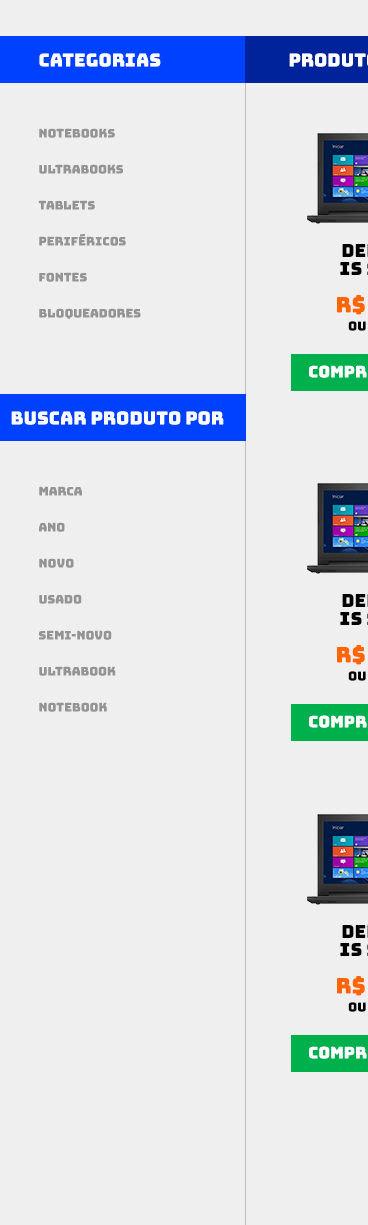 CATEGORIAS
NOTEBOOKS
ULTRABOOKS
TABLETS
PERIFÉRICOS
FONTES
BLOQUEADORES
BUSCAR PRODUTO POR
MARCA
ANO
NOVO
USADO
SEMI-NOVO
ULTRABOOK
NOTEBOOK
PRODUTO
Iniciar
DE
IS
R$
OU
COMPR
Iniciar
DE
IS
R$
OU
COMPR
Iniciar
DE
IS
R$
OU
COMPR